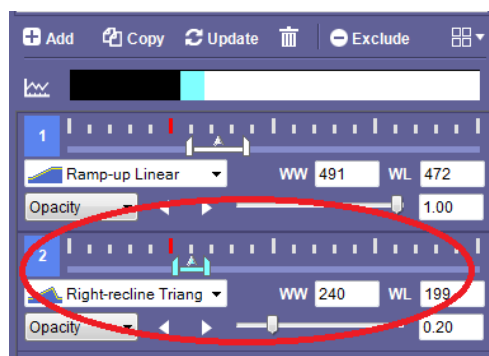 Add Copy Update Exclude
1
Ramp-up Linear WW 491 WL 472
Opacity 1.00
2
Right-recline Triang WW 240 WL 199
Opacity 0.20